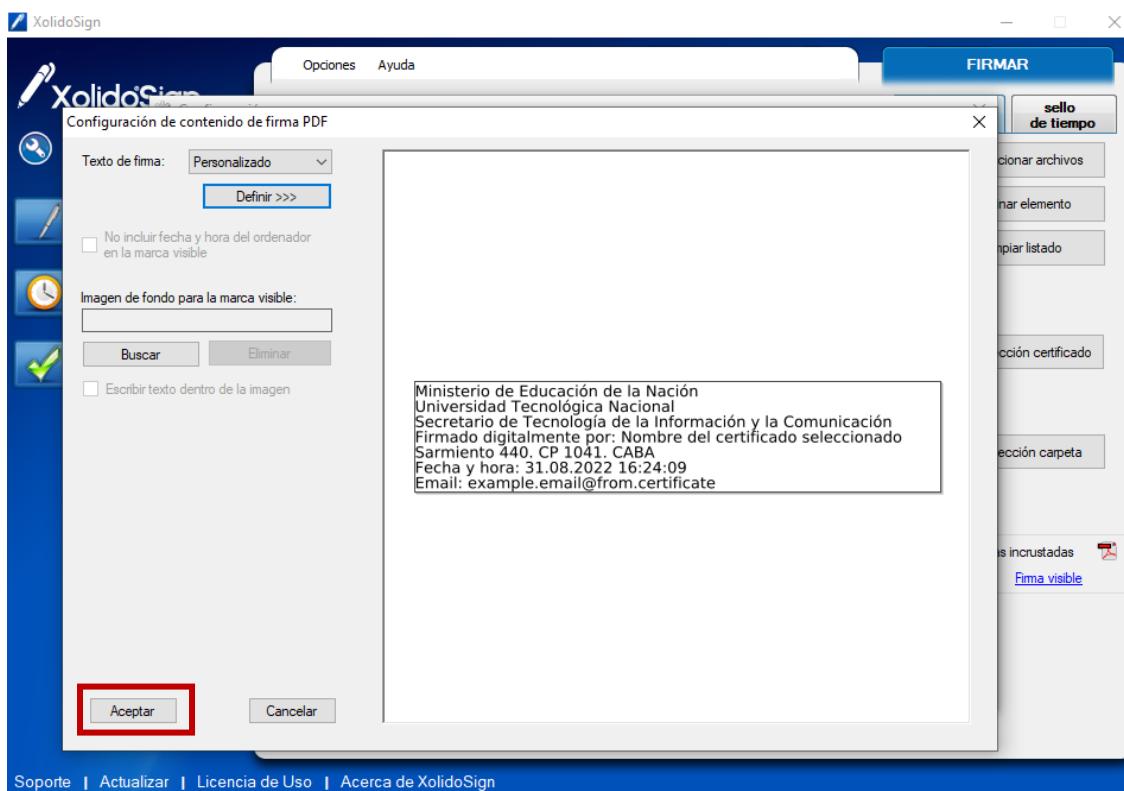 XolidoSign
Opciones Ayuda
FIRMAR
XolidoSign
sello
de tiempo
Configuración de contenido de firma PDF
Texto de firma: Personalizado
Definir >>>
No incluir fecha y hora del ordenador
en la marca visible
Imagen de fondo para la marca visible:
Buscar Eliminar
Escribir texto dentro de la imagen
Ministerio de Educación de la Nación
Universidad Tecnológica Nacional
Secretario de Tecnología de la Información y la Comunicación
Firmado digitalmente por: Nombre del certificado seleccionado
Sarmiento 440. CP 1041. CABA
Fecha y hora: 31.08.2022 16:24:09
Email: example.email@from.certificate
Aceptar Cancelar
cionar archivos
nar elemento
npiar listado
cción certificado
ección carpeta
s incrustadas
Firma visible
Soporte | Actualizar | Licencia de Uso | Acerca de XolidoSign